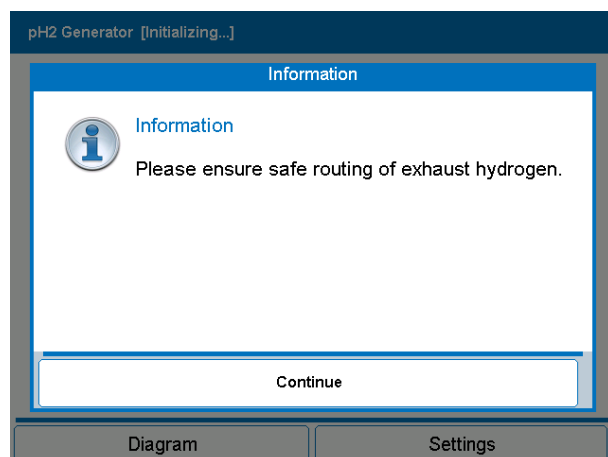 pH2 Generator [Initializing...]
Information
Information
Please ensure safe routing of exhaust hydrogen.
Continue
Diagram
Settings